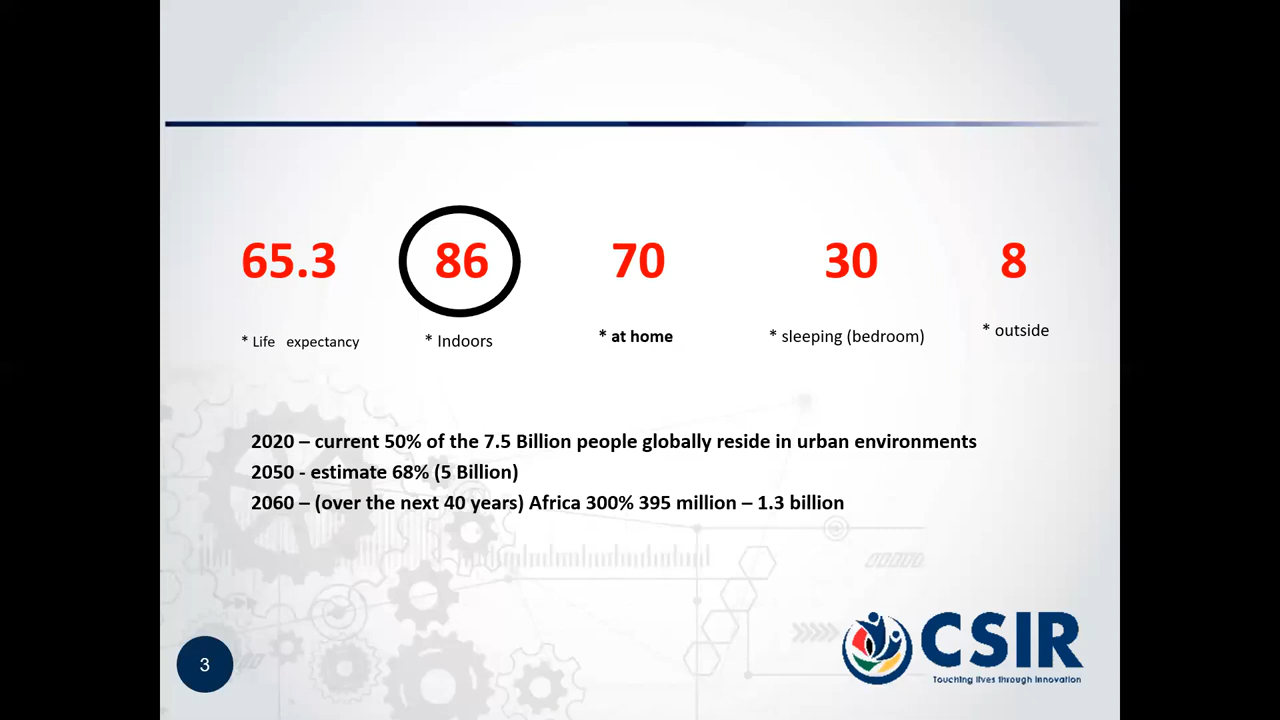 65.3 86 70 30 8
* Life expectancy * Indoors * at home * sleeping (bedroom) * outside
2020 – current 50% of the 7.5 Billion people globally reside in urban environments
2050 - estimate 68% (5 Billion)
2060 – (over the next 40 years) Africa 300% 395 million – 1.3 billion
3
CSIR
Touching lives through innovation